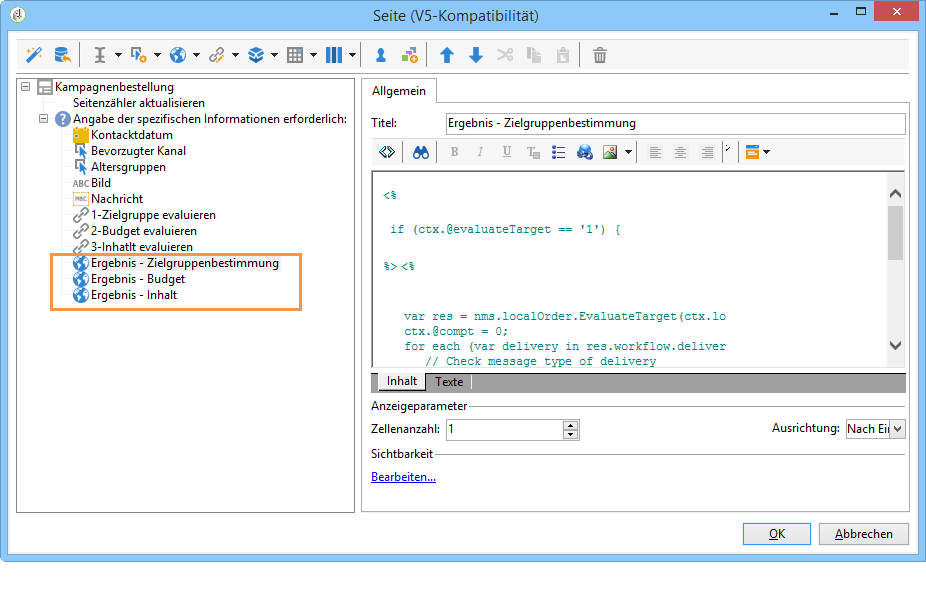 Seite (V5-Kompatibilität)
Kampagnenbestellung
Seitenzähler aktualisieren
Angabe der spezifischen Informationen erforderlich:
Kontacktdatum
Bevorzugter Kanal
Altersgruppen
ABC Bild
Nachricht
1-Zielgruppe evaluieren
2-Budget evaluieren
3-Inhatlt evaluieren
Ergebnis - Zielgruppenbestimmung
Ergebnis - Budget
Ergebnis - Inhalt
Allgemein
Titel: Ergebnis - Zielgruppenbestimmung
B I U T
<%
if (ctx.@evaluateTarget == '1') {
%> <%
var res = nms.localOrder.EvaluateTarget(ctx.lo
ctx.@compt = 0;
for each (var delivery in res.workflow.deliver
// Check message type of delivery
Inhalt Texte
Anzeigeparameter
Zellenanzahl: 1 Ausrichtung: Nach Ei
Sichtbarkeit
Bearbeiten...
OK Abbrechen